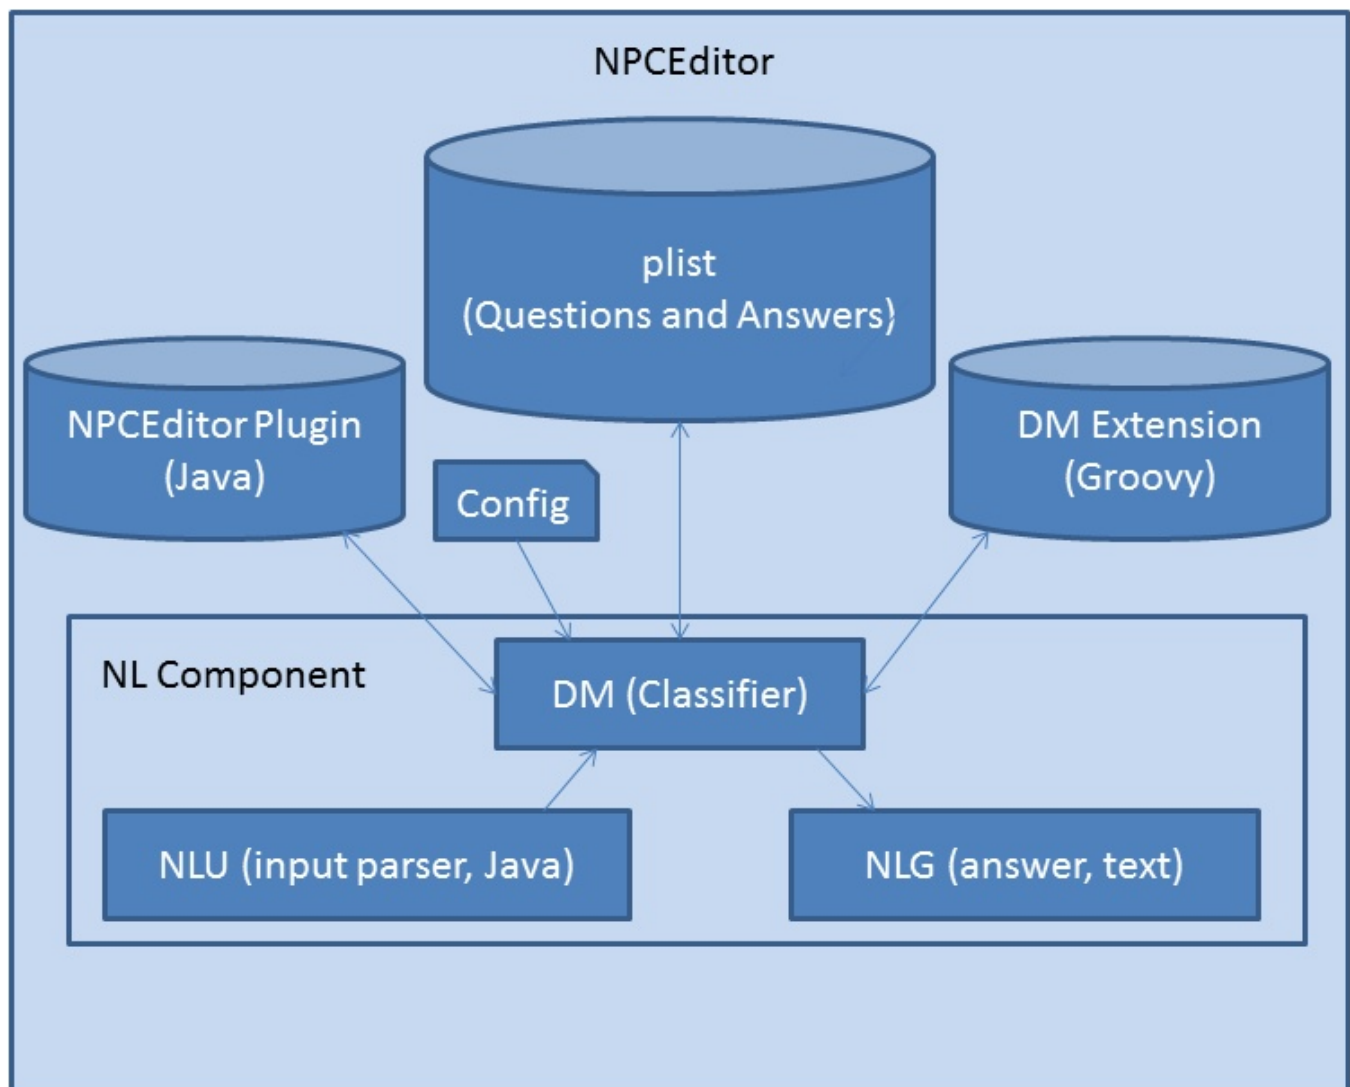 NPCEditor
plist
(Questions and Answers)
NPCEditor Plugin
(Java)
Config
DM Extension
(Groovy)
NL Component
DM (Classifier)
NLU (input parser, Java)
NLG (answer, text)